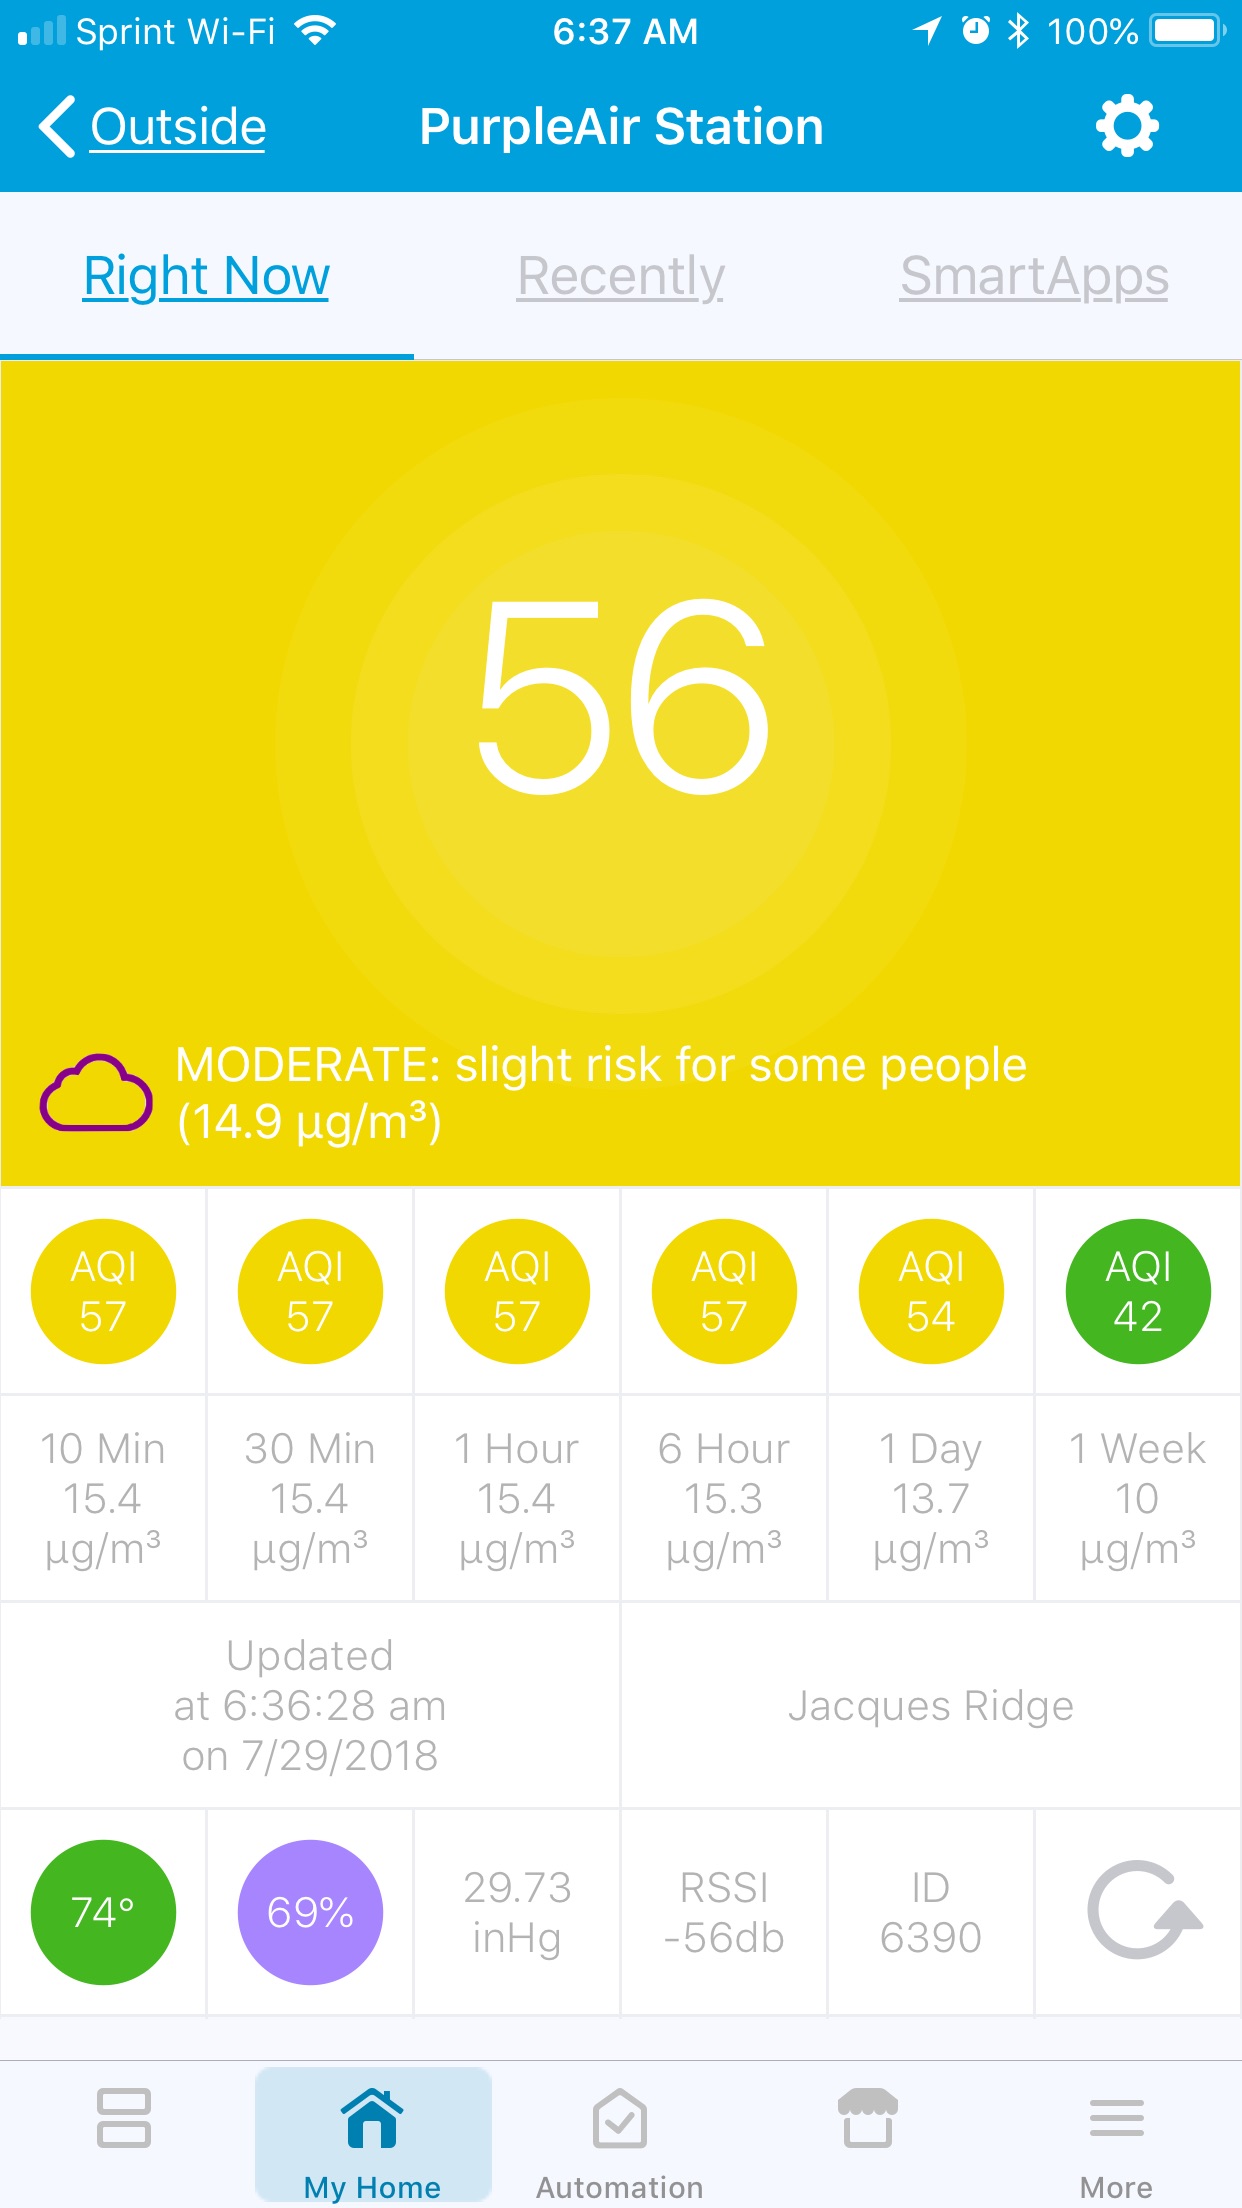 Sprint Wi-Fi 6:37 AM 100%
Outside PurpleAir Station
Right Now Recently SmartApps
56
MODERATE: slight risk for some people
(14.9 µg/m³)
AQI AQI AQI AQI AQI AQI
57 57 57 57 54 42
10 Min 30 Min 1 Hour 6 Hour 1 Day 1 Week
15.4 15.4 15.4 15.3 13.7 10
µg/m³ µg/m³ µg/m³ µg/m³ µg/m³ µg/m³
Updated
at 6:36:28 am
on 7/29/2018
Jacques Ridge
74°
69%
29.73
inHg
RSSI
-56db
ID
6390
My Home Automation More